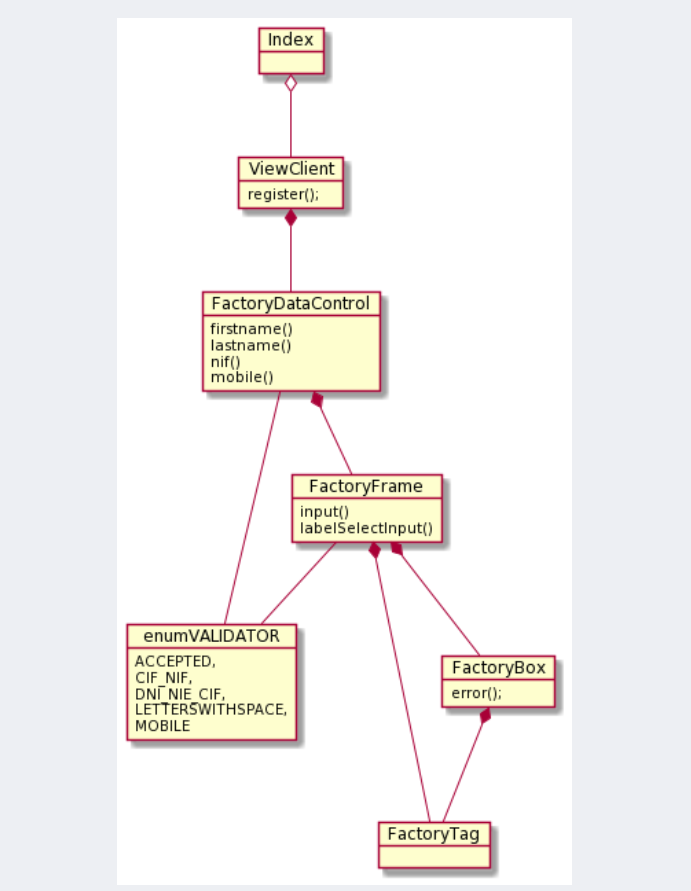 Index
ViewClient
register();
FactoryDataControl
firstname()
lastname()
nif()
mobile()
FactoryFrame
input()
labelSelectInput()
enumVALIDATOR
ACCEPTED,
CIF_NIF,
DNI_NIE_CIF,
LETTERSWITHSPACE,
MOBILE
FactoryBox
error();
FactoryTag